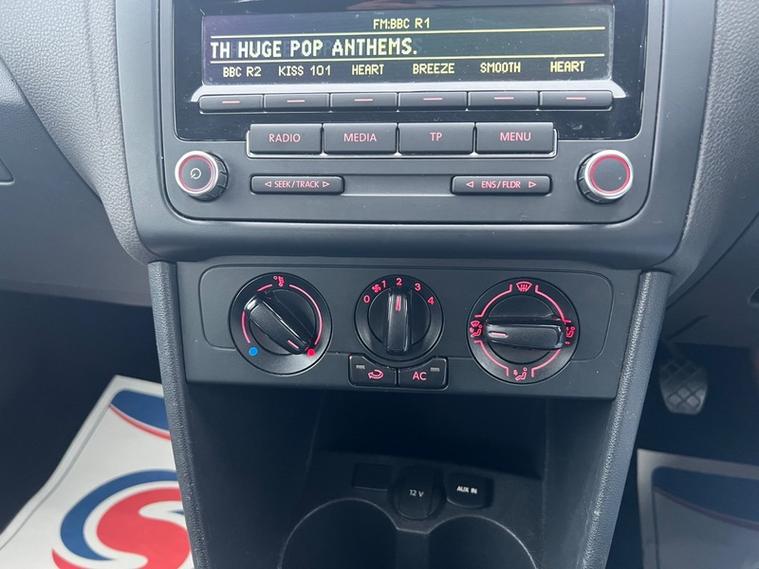 FM:BBC R1
TH HUGE POP ANTHEMS.
BBC R2 KISS 101 HEART BREEZE SMOOTH HEART
RADIO MEDIA TP MENU
SEEK/TRACK ENS/FLDR
0 1 2 3 4
AC
12 V AUX IN